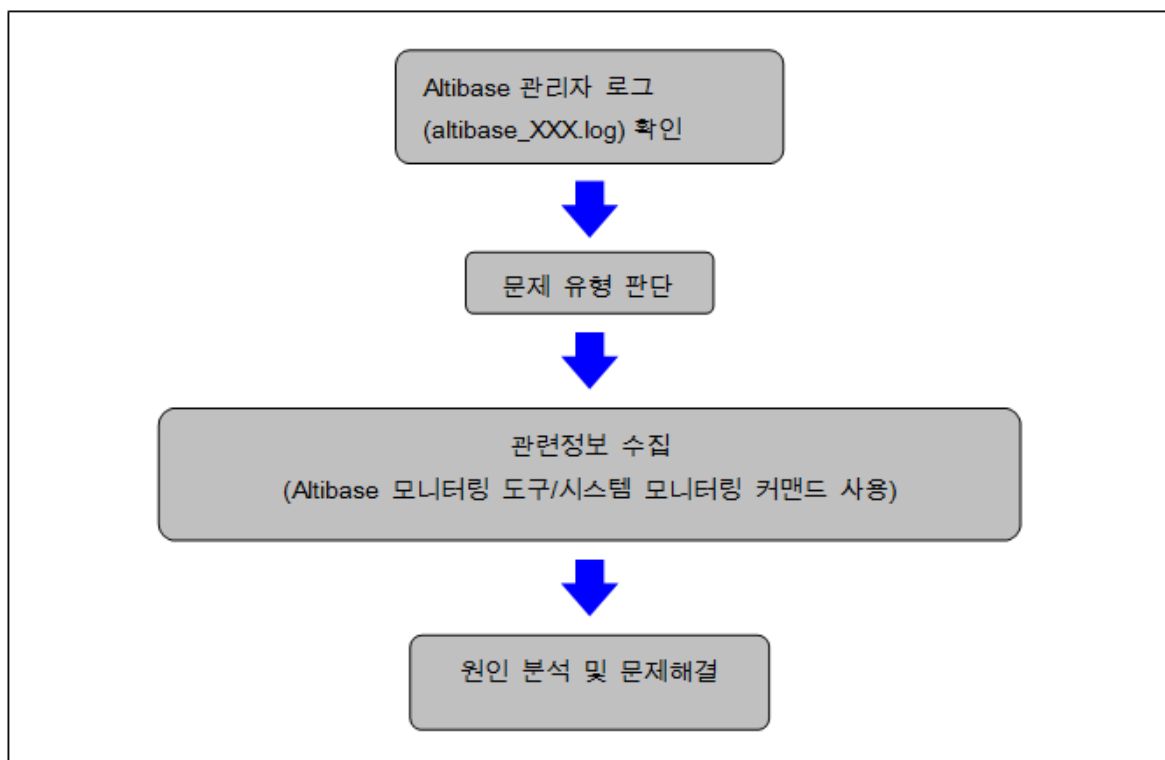 Altibase 관리자 로그
(altibase_XXX.log) 확인
문제 유형 판단
관련정보 수집
(Altibase 모니터링 도구/시스템 모니터링 커맨드 사용)
원인 분석 및 문제해결